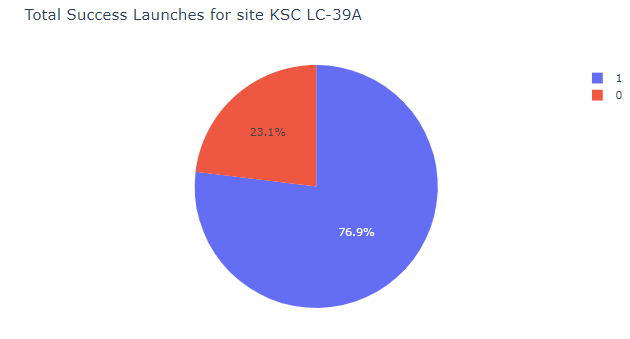 Total Success Launches for site KSC LC-39A
1
0
23.1%
76.9%